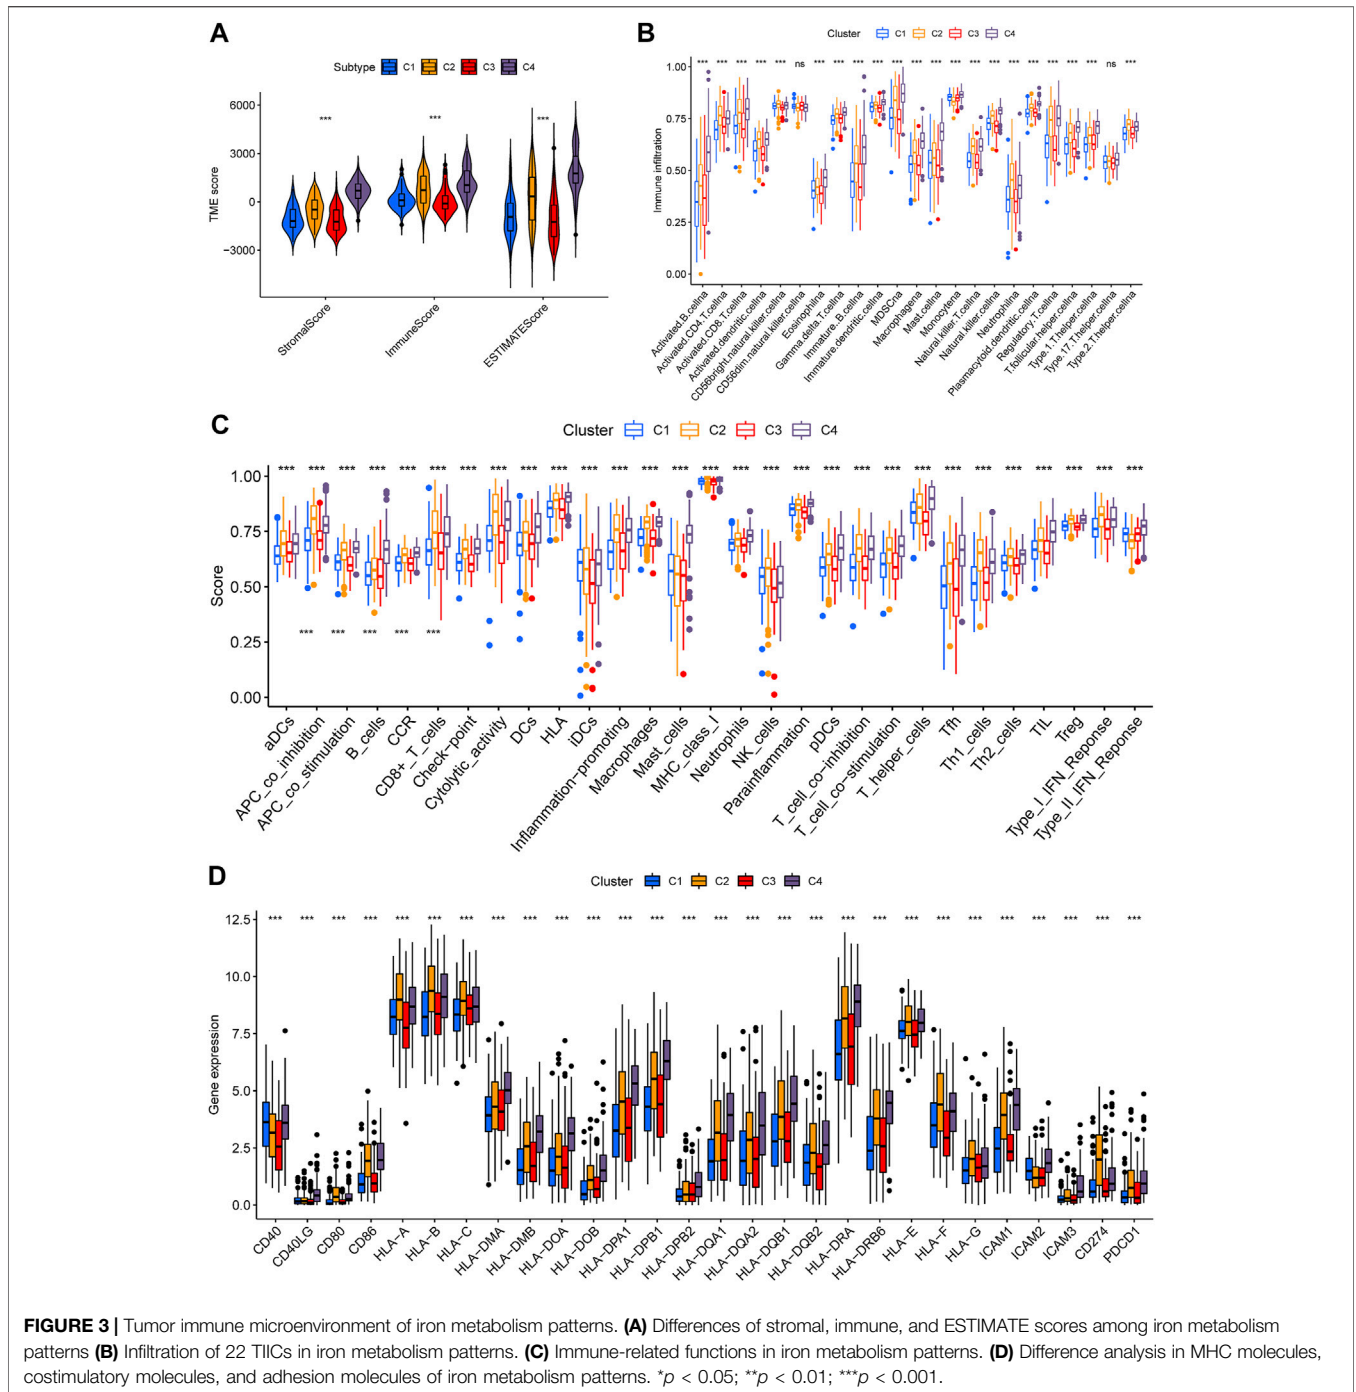 A
Subtype C1 C2 C3 C4
TME score
6000
3000
0
−3000
*** *** ***
StromalScore
ImmuneScore
ESTIMATEScore
B
Cluster C1 C2 C3 C4
Immune infiltration
1.00
0.75
0.50
0.25
0.00
*** *** *** *** *** ns *** *** *** *** *** *** *** *** *** *** *** *** *** *** *** ns ***
Activated.B.cellna
Activated.CD4.T.cellna
Activated.CD8.T.cellna
Activated.dendritic.cellna
CD56bright.natural.killer.cellna
CD56dim.natural.killer.cellna
Eosinophilna
Gamma.delta.T.cellna
Immature..B.cellna
Immature.dendritic.cellna
MDSCna
Macrophagena
Mast.cellna
Monocytena
Natural.killer.T.cellna
Natural.killer.cellna
Neutrophilna
Plasmacytoid.dendritic.cellna
Regulatory.T.cellna
T.follicular.helper.cellna
Type.1.T.helper.cellna
Type.17.T.helper.cellna
Type.2.T.helper.cellna
C
Cluster C1 C2 C3 C4
Score
1.00
0.75
0.50
0.25
0.00
*** *** *** *** *** *** *** *** *** *** *** *** *** *** *** *** *** *** *** *** *** *** *** *** *** *** *** *** ***
*** *** *** *** ***
aDCs
APC_co_inhibition
APC_co_stimulation
B_cells
CCR
CD8+_T_cells
Check−point
Cytolytic_activity
DCs
HLA
iDCs
Inflammation−promoting
Macrophages
Mast_cells
MHC_class_I
Neutrophils
NK_cells
Parainflammation
pDCs
T_cell_co−inhibition
T_cell_co−stimulation
T_helper_cells
Tfh
Th1_cells
Th2_cells
TIL
Treg
Type_I_IFN_Reponse
Type_II_IFN_Reponse
D
Cluster C1 C2 C3 C4
Gene expression
12.5
10.0
7.5
5.0
2.5
0.0
*** *** *** *** *** *** *** *** *** *** *** *** *** *** *** *** *** *** *** *** *** *** *** *** *** *** *** ***
CD40
CD40LG
CD80
CD86
HLA−A
HLA−B
HLA−C
HLA−DMA
HLA−DMB
HLA−DOA
HLA−DOB
HLA−DPA1
HLA−DPB1
HLA−DPB2
HLA−DQA1
HLA−DQA2
HLA−DQB1
HLA−DQB2
HLA−DRA
HLA−DRB6
HLA−E
HLA−F
HLA−G
ICAM1
ICAM2
ICAM3
CD274
PDCD1
FIGURE 3 | Tumor immune microenvironment of iron metabolism patterns. (A) Differences of stromal, immune, and ESTIMATE scores among iron metabolism
patterns (B) Infiltration of 22 TIICs in iron metabolism patterns. (C) Immune-related functions in iron metabolism patterns. (D) Difference analysis in MHC molecules,
costimulatory molecules, and adhesion molecules of iron metabolism patterns. *p < 0.05; **p < 0.01; ***p < 0.001.